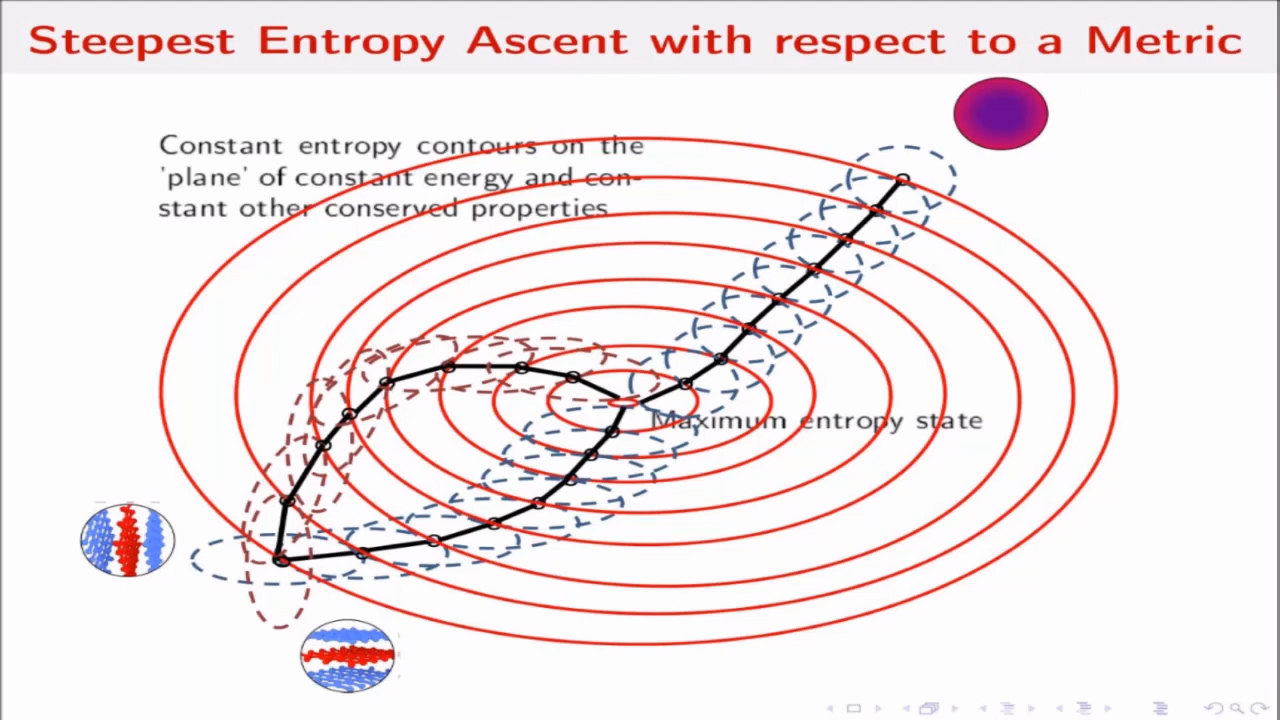 Steepest Entropy Ascent with respect to a Metric
Constant entropy contours on the
'plane' of constant energy and con-
stant other conserved properties
Maximum entropy state